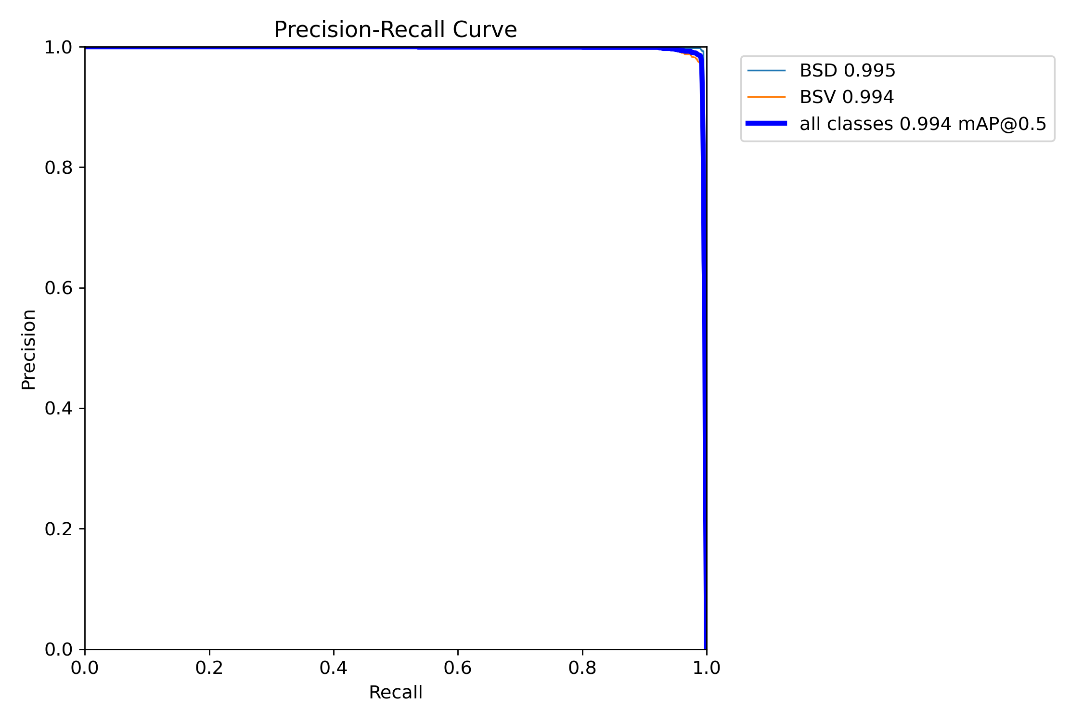 Precision-Recall Curve
1.0
0.8
0.6
0.4
0.2
0.0
Precision
0.0 0.2 0.4 0.6 0.8 1.0
Recall
BSD 0.995
BSV 0.994
all classes 0.994 mAP@0.5